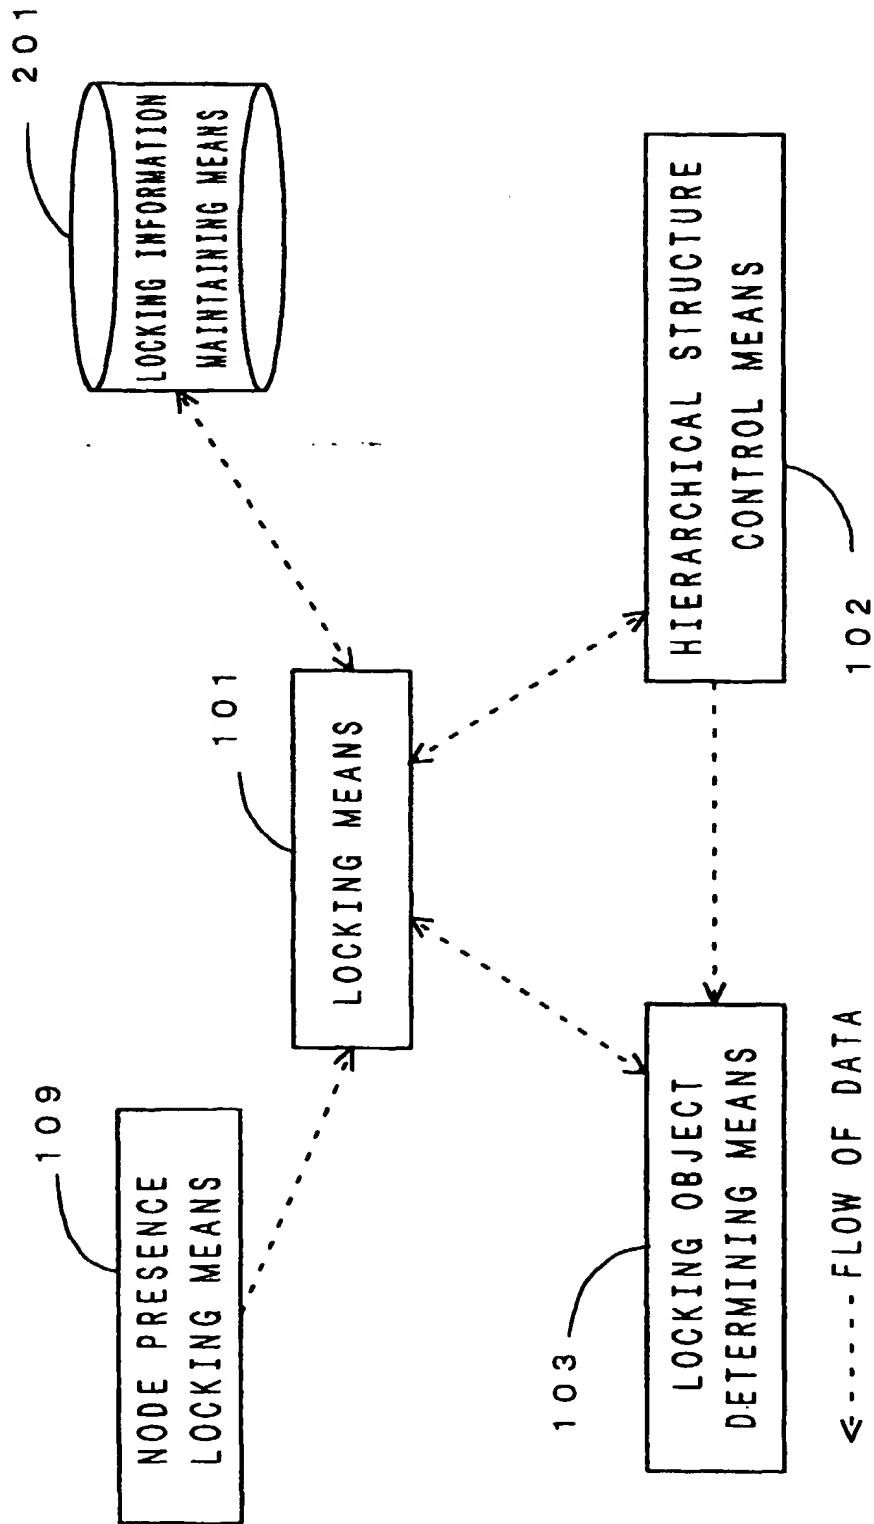 109
NODE PRESENCE
LOCKING MEANS
101
LOCKING MEANS
201
LOCKING INFORMATION
MAINTAINING MEANS
103
LOCKING OBJECT
DETERMINING MEANS
HIERARCHICAL STRUCTURE
CONTROL MEANS
102
FLOW OF DATA